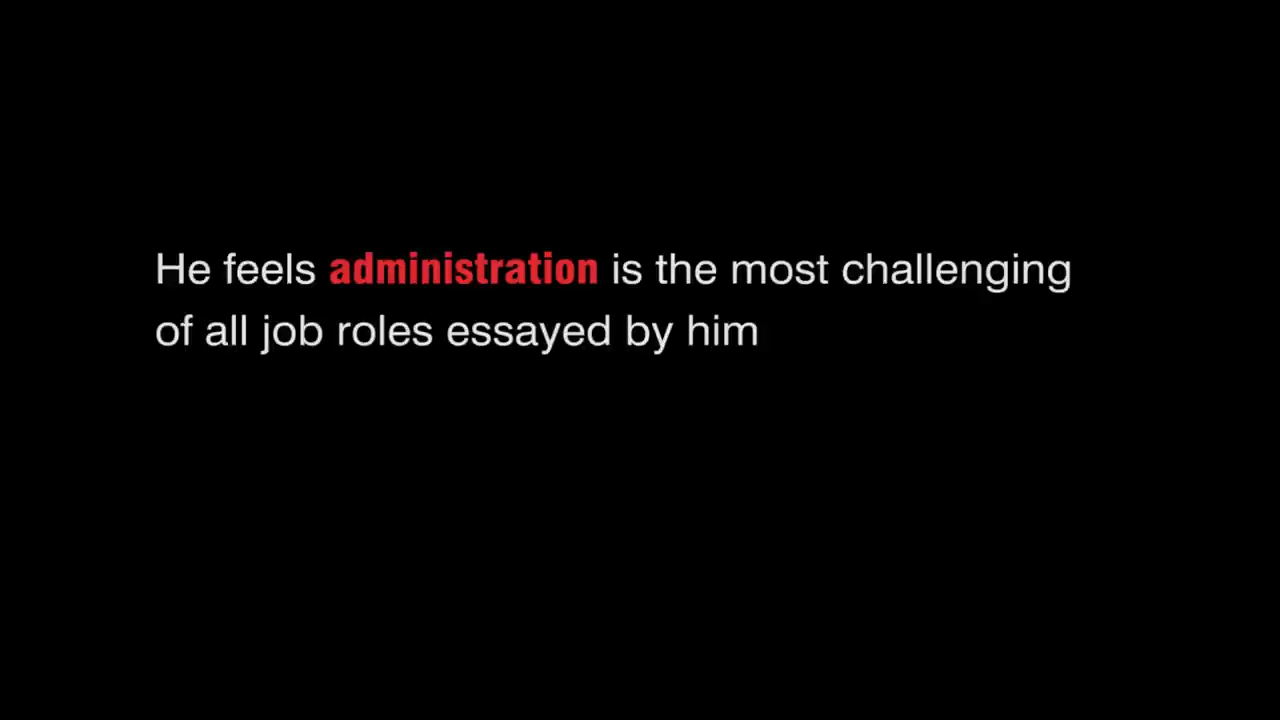 He feels administration is the most challenging
of all job roles essayed by him